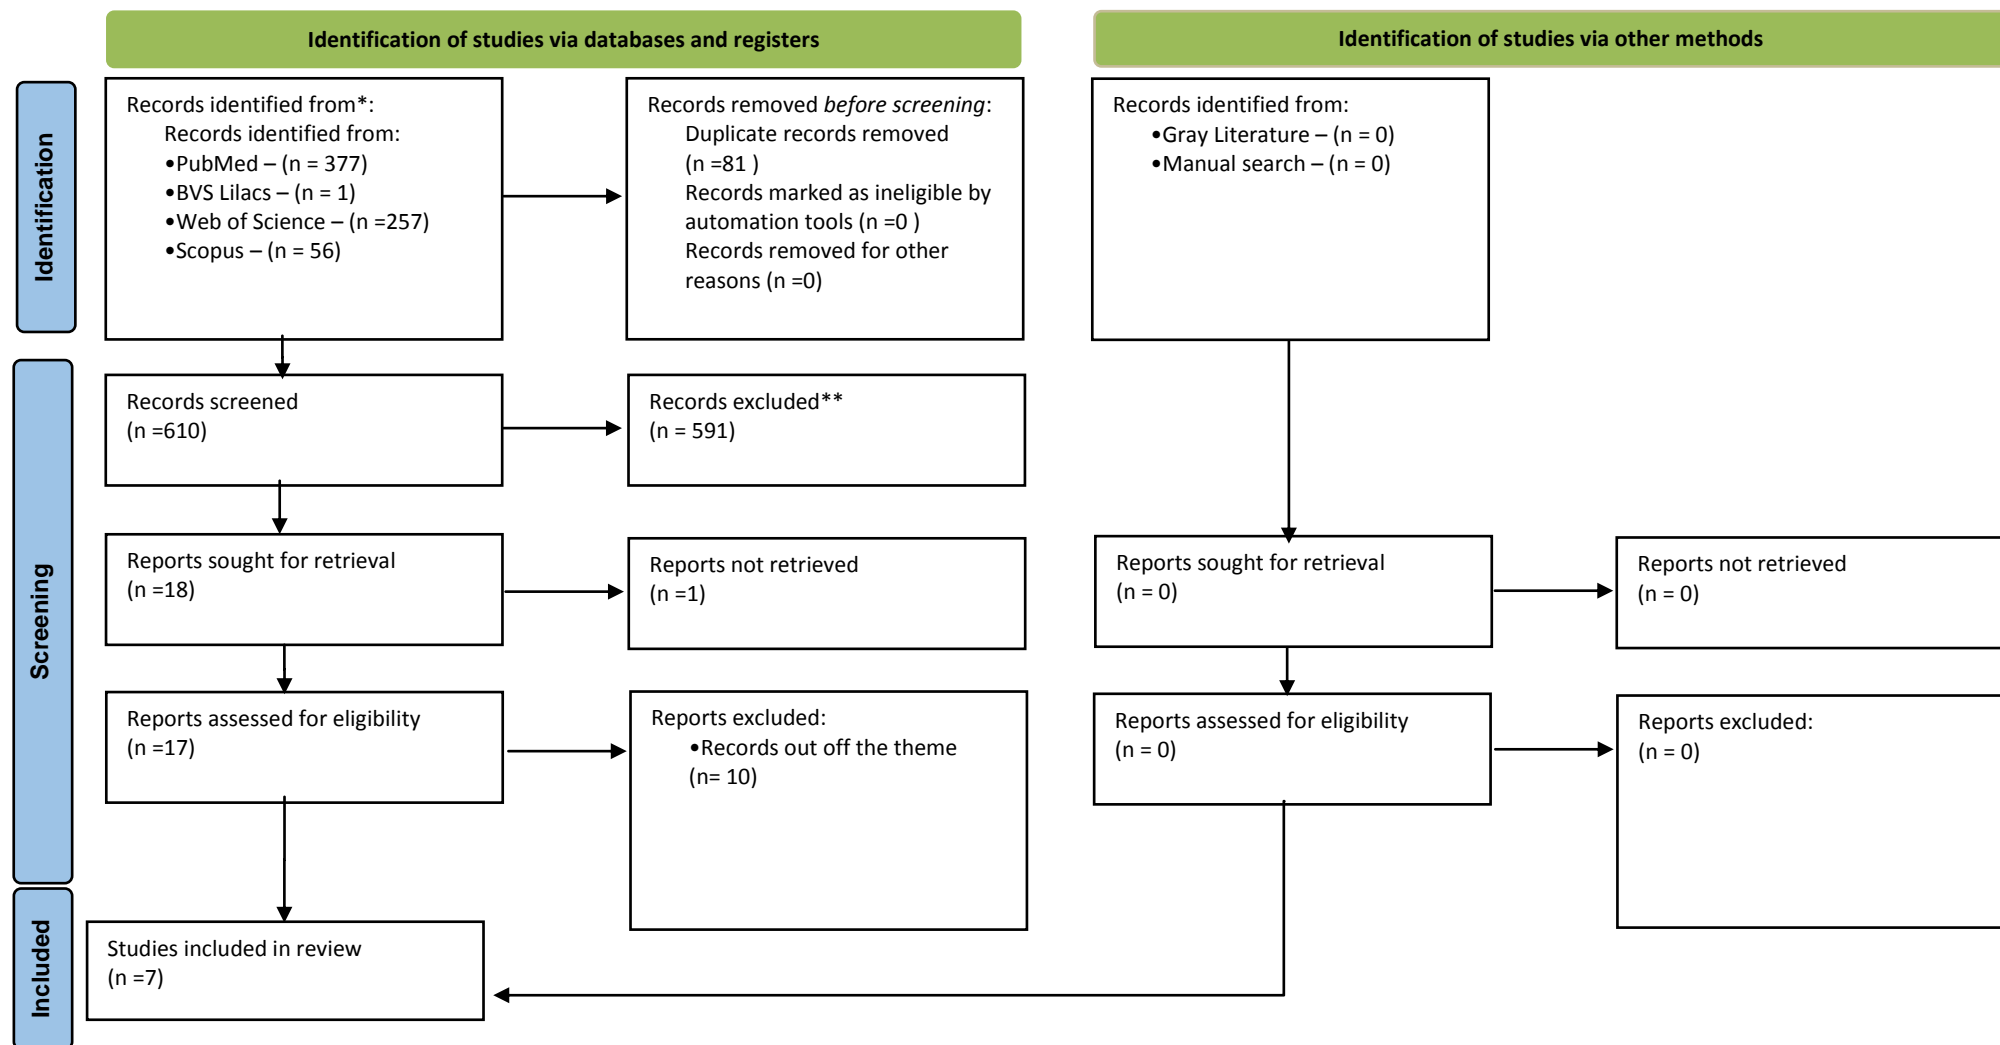 Identification of studies via databases and registers
Identification of studies via other methods
Identification
Records identified from*:
Records identified from:
•PubMed – (n = 377)
•BVS Lilacs – (n = 1)
•Web of Science – (n =257)
•Scopus – (n = 56)
Records removed before screening:
Duplicate records removed
(n =81 )
Records marked as ineligible by
automation tools (n =0 )
Records removed for other
reasons (n =0)
Records identified from:
•Gray Literature – (n = 0)
•Manual search – (n = 0)
Screening
Records screened
(n =610)
Records excluded**
(n = 591)
Reports sought for retrieval
(n =18)
Reports not retrieved
(n =1)
Reports sought for retrieval
(n = 0)
Reports not retrieved
(n = 0)
Reports assessed for eligibility
(n =17)
Reports excluded:
•Records out off the theme
(n= 10)
Reports assessed for eligibility
(n = 0)
Reports excluded:
(n = 0)
Included
Studies included in review
(n =7)